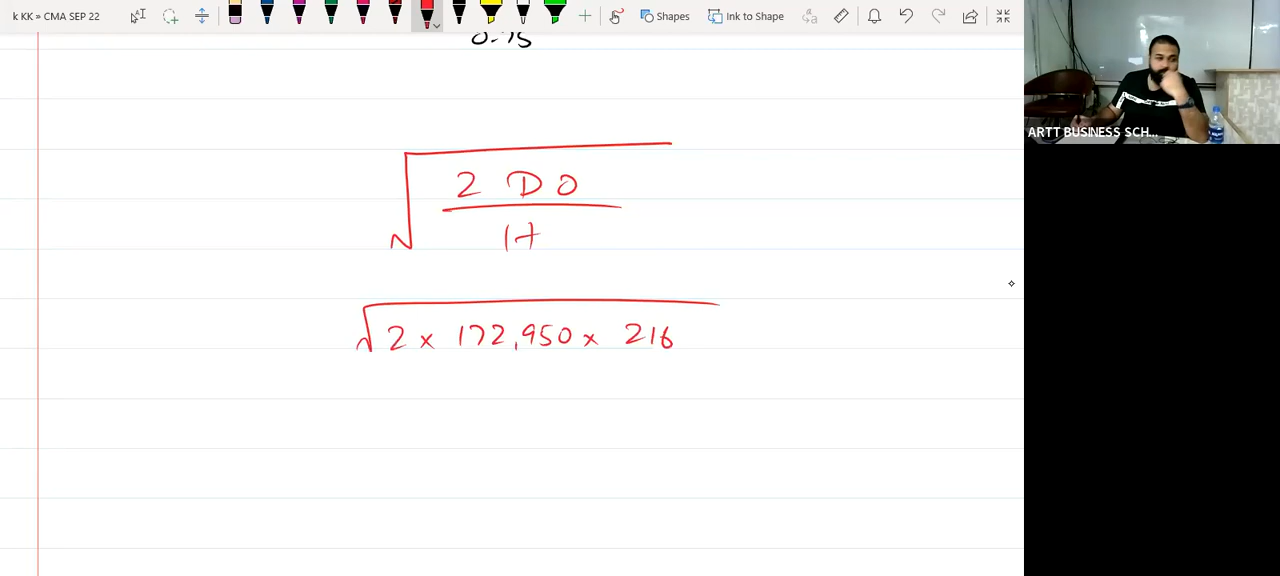 k KK » CMA SEP 22
Shapes
Ink to Shape
√ 2 D O
H
√ 2 × 172,950 × 216
ARTT BUSINESS SCH...